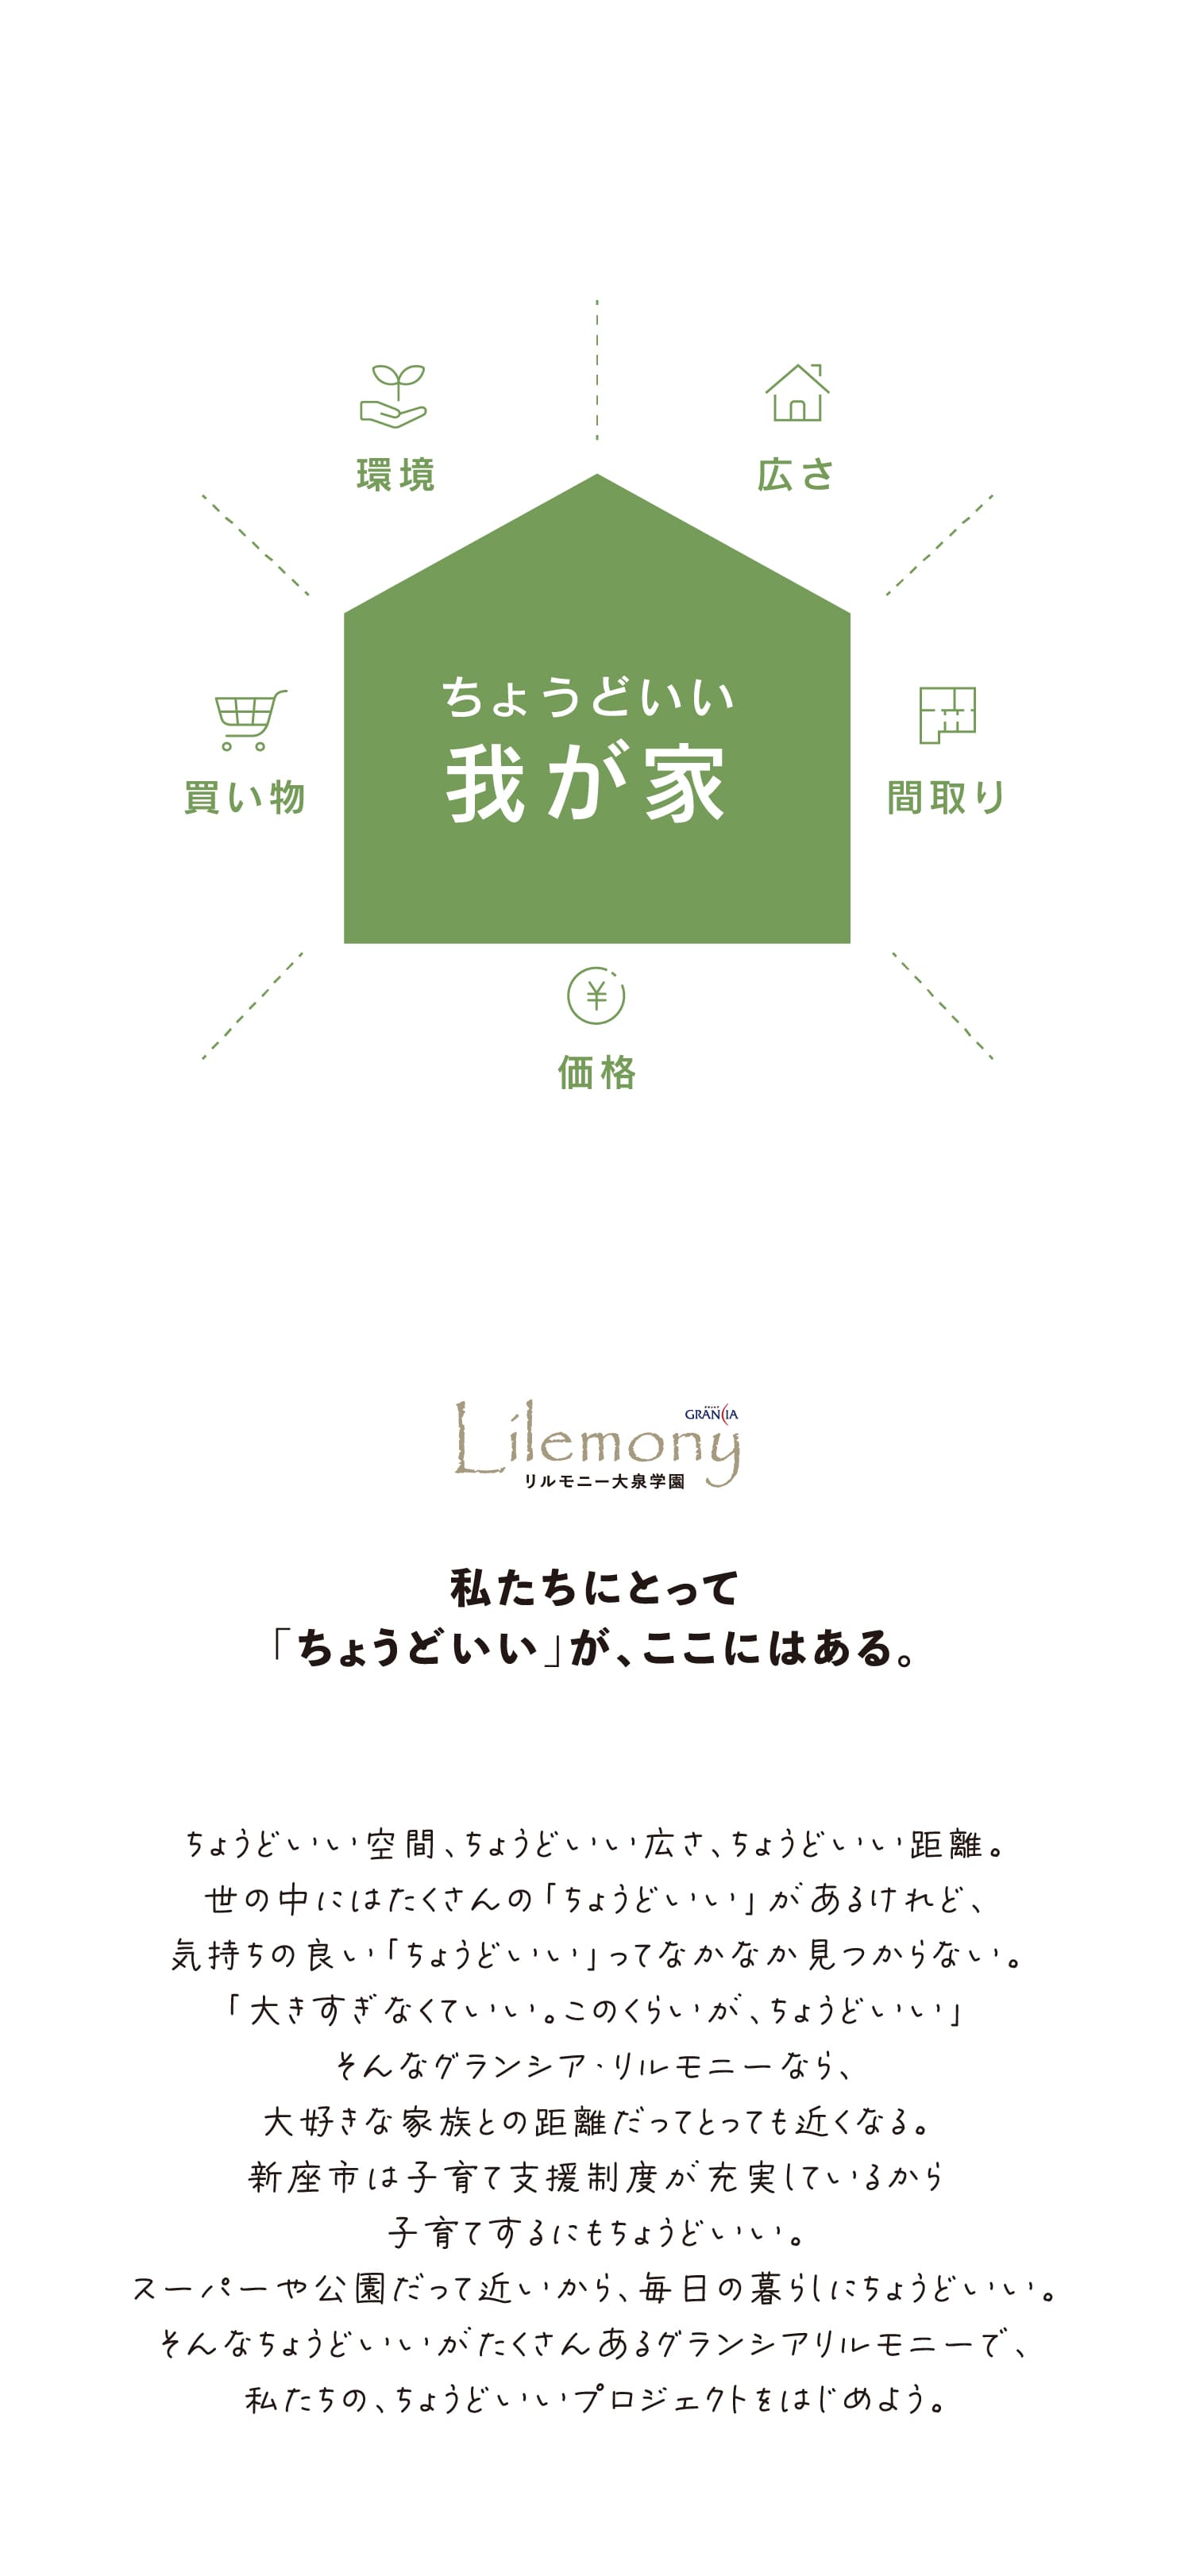 環境
広さ
ちょうどいい
我が家
買い物
間取り
¥
価格
Lilemony
GRANCIA
リルモニー大泉学園
私たちにとって
「ちょうどいい」が、ここにはある。
ちょうどいい空間、ちょうどいい広さ、ちょうどいい距離。
世の中にはたくさんの「ちょうどいい」があるけれど、
気持ちの良い「ちょうどいい」ってなかなか見つからない。
「大きすぎなくていい。このくらいが、ちょうどいい」
そんなグランシア・リルモニーなら、
大好きな家族との距離だってとっても近くなる。
新座市は子育て支援制度が充実しているから
子育てするにもちょうどいい。
スーパーや公園だって近いから、毎日の暮らしにちょうどいい。
そんなちょうどいいがたくさんあるグランシアリルモニーで、
私たちの、ちょうどいいプロジェクトをはじめよう。